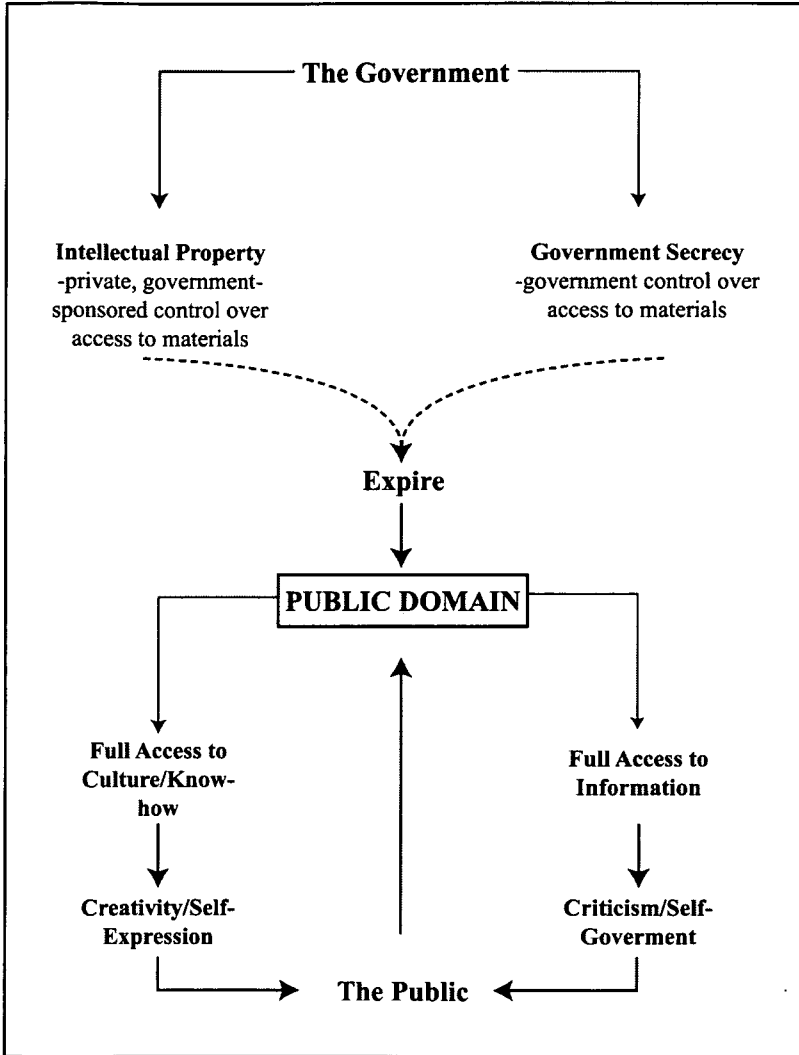 The Government
Intellectual Property
-private, government-
sponsored control over
access to materials
Government Secrecy
-government control over
access to materials
Expire
PUBLIC DOMAIN
Full Access to
Culture/Know-
how
Full Access to
Information
Creativity/Self-
Expression
Criticism/Self-
Goverment
The Public